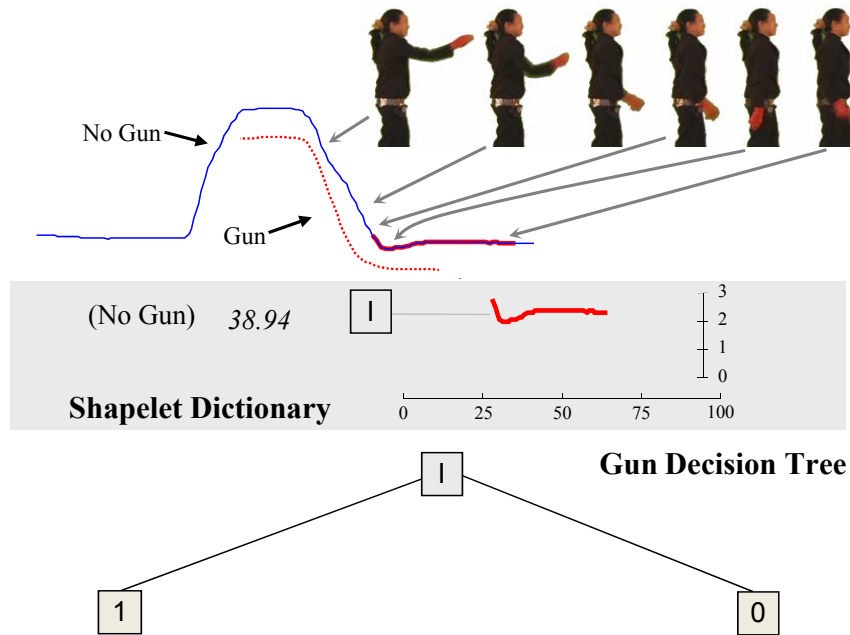 No Gun
Gun
(No Gun) 38.94 I
3
2
1
0
Shapelet Dictionary
0 25 50 75 100
Gun Decision Tree
I
1 0